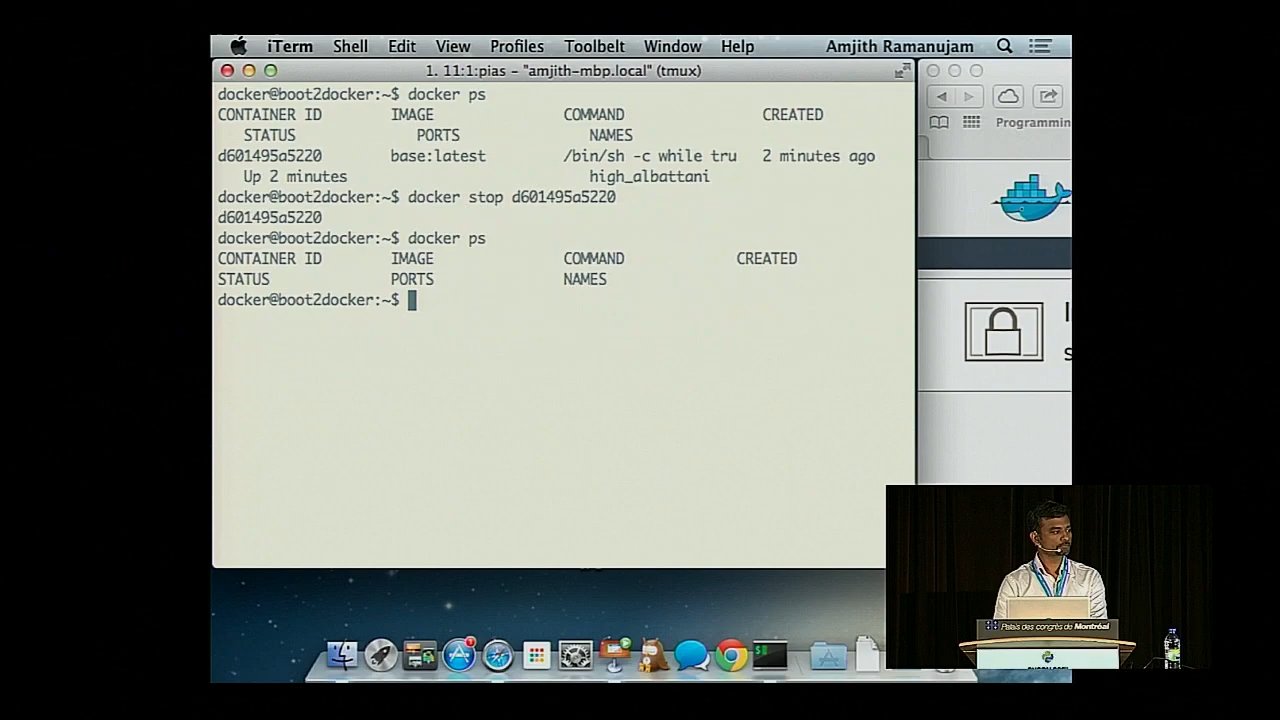 iTerm Shell Edit View Profiles Toolbelt Window Help Amjith Ramanujam
1. 11:1:pias - "amjith-mbp.local" (tmux)
docker@boot2docker:~$ docker ps
CONTAINER ID IMAGE COMMAND CREATED
STATUS PORTS NAMES
d601495a5220 base:latest /bin/sh -c while tru 2 minutes ago
Up 2 minutes high_albattani
docker@boot2docker:~$ docker stop d601495a5220
d601495a5220
docker@boot2docker:~$ docker ps
CONTAINER ID IMAGE COMMAND CREATED
STATUS PORTS NAMES
docker@boot2docker:~$
Programmin
Palais des congrès de Montréal